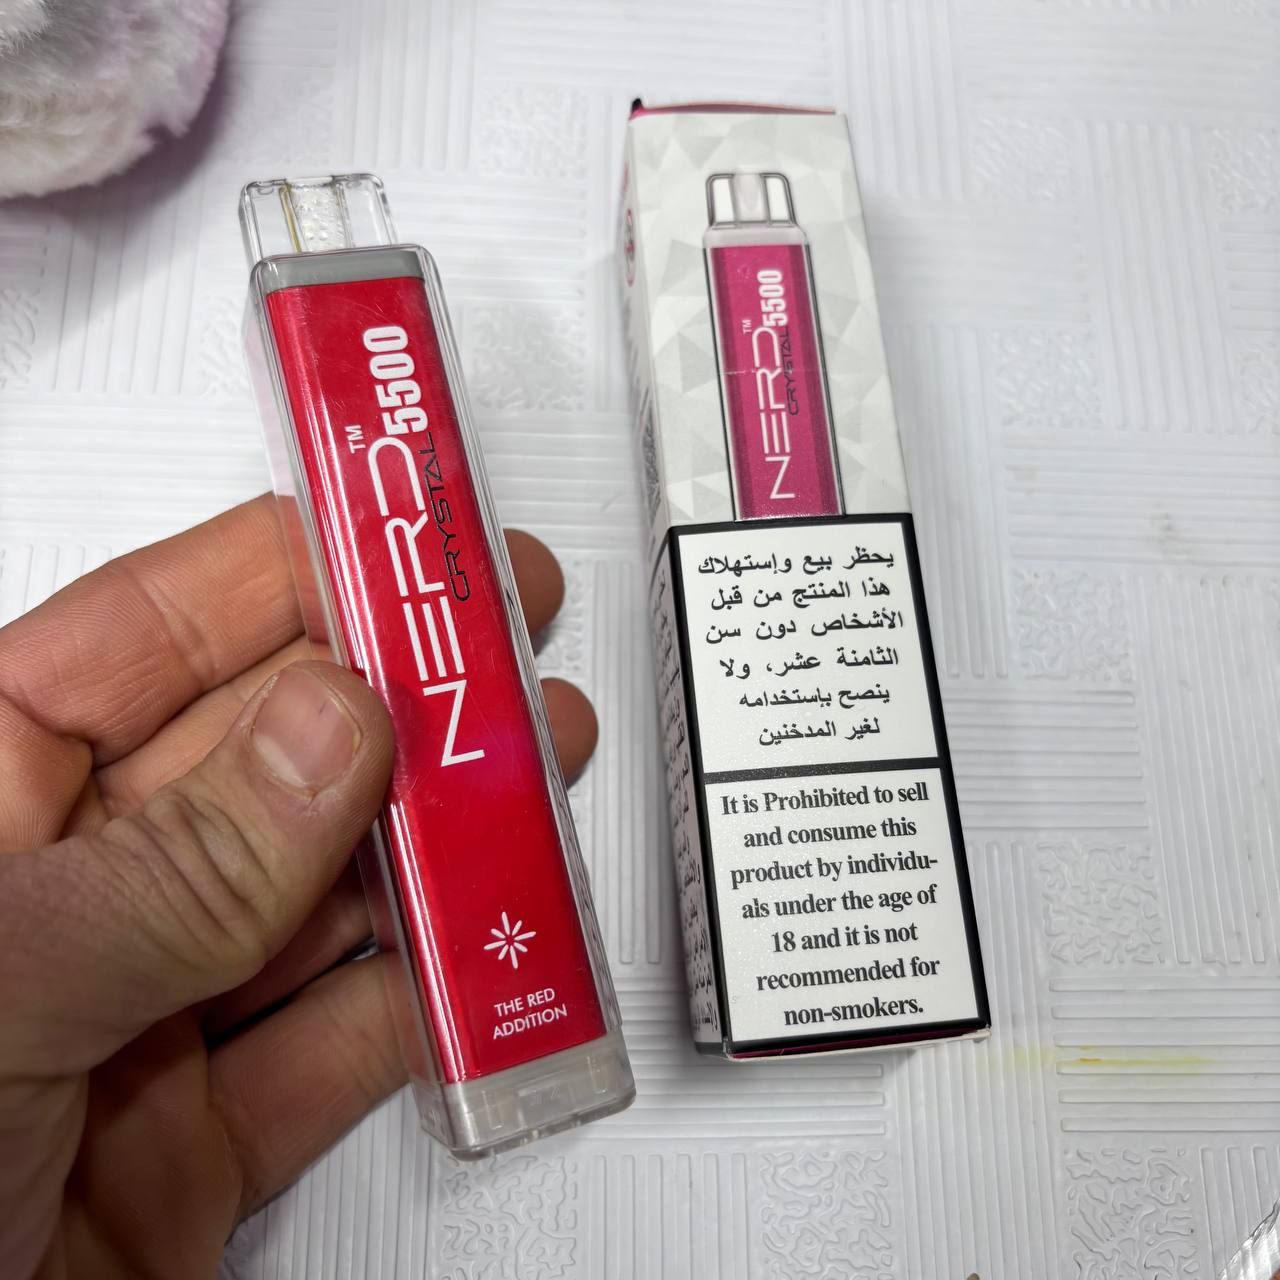 NERD™
CRYSTAL 5500
THE RED
ADDITION
NERD™
CRYSTAL 5500
يحظر بيع وإستهلاك
هذا المنتج من قبل
الأشخاص دون سن
الثامنة عشر، ولا
ينصح بإستخدامه
لغير المدخنين
It is Prohibited to sell
and consume this
product by individu-
als under the age of
18 and it is not
recommended for
non-smokers.